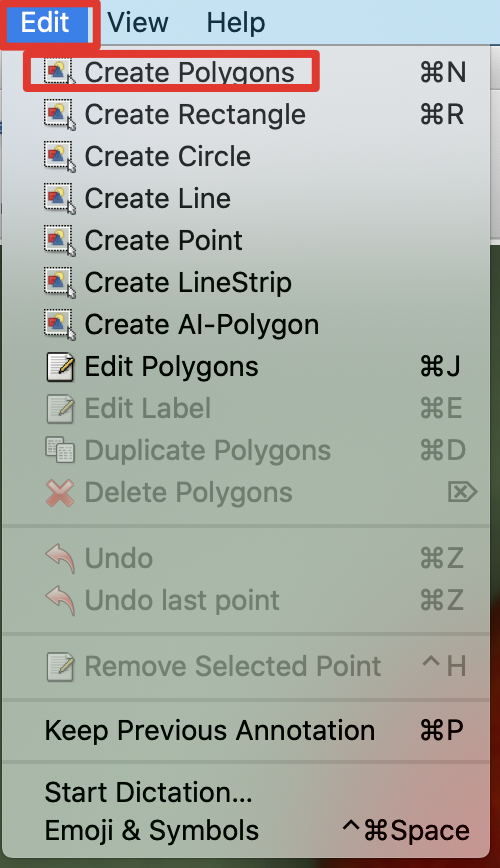 Edit View Help
Create Polygons ⌘N
Create Rectangle ⌘R
Create Circle
Create Line
Create Point
Create LineStrip
Create AI-Polygon
Edit Polygons ⌘J
Edit Label ⌘E
Duplicate Polygons ⌘D
Delete Polygons ⌦
Undo ⌘Z
Undo last point ⌘Z
Remove Selected Point ^H
Keep Previous Annotation ⌘P
Start Dictation...
Emoji & Symbols ^⌘Space